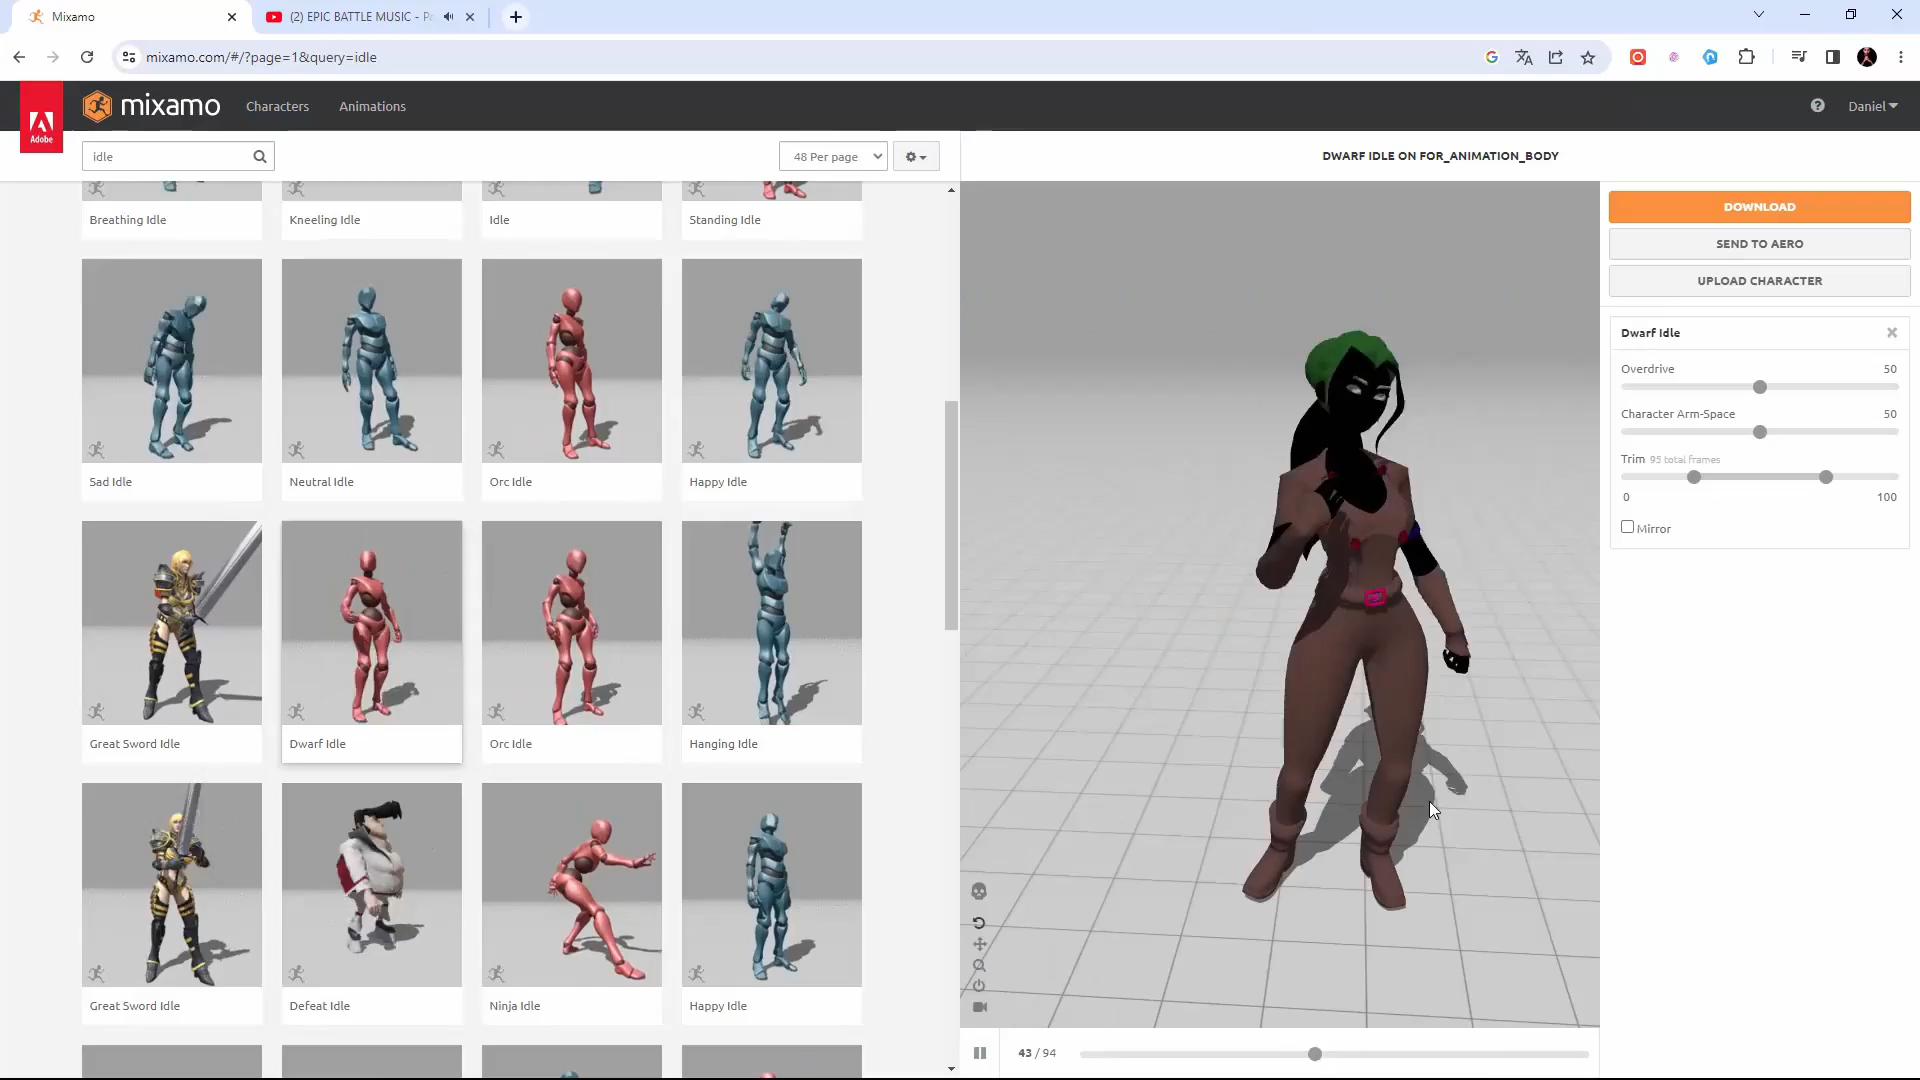 Mixamo
(2) EPIC BATTLE MUSIC - P
mixamo.com/#/?page=1&query=idle
Adobe
mixamo
Characters
Animations
Daniel
idle
48 Per page
DWARF IDLE ON FOR_ANIMATION_BODY
Breathing Idle
Kneeling Idle
Idle
Standing Idle
Sad Idle
Neutral Idle
Orc Idle
Happy Idle
Great Sword Idle
Dwarf Idle
Orc Idle
Hanging Idle
Great Sword Idle
Defeat Idle
Ninja Idle
Happy Idle
DOWNLOAD
SEND TO AERO
UPLOAD CHARACTER
Dwarf Idle
Overdrive 50
Character Arm-Space 50
Trim 95 total frames
0 100
Mirror
43 / 94